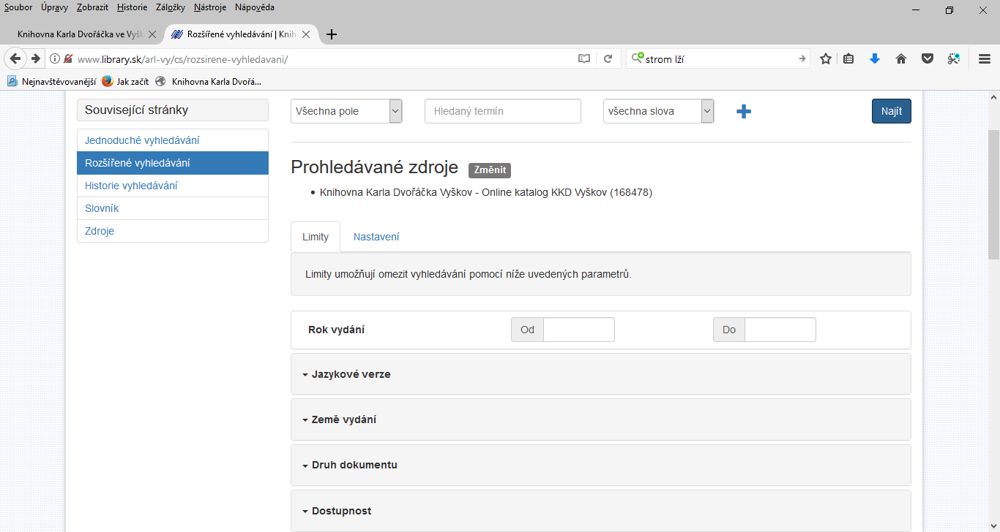 Soubor Úpravy Zobrazit Historie Záložky Nástroje Nápověda
Knihovna Karla Dvořáčka ve Vyšk
Rozšířené vyhledávání | Knih
www.library.sk/arl-vy/cs/rozsirene-vyhledavani/
strom lží
Nejnavštěvovanější Jak začít Knihovna Karla Dvořá...
Související stránky
Jednoduché vyhledávání
Rozšířené vyhledávání
Historie vyhledávání
Slovník
Zdroje
Všechna pole Hledaný termín všechna slova Najít
Prohledávané zdroje Změnit
• Knihovna Karla Dvořáčka Vyškov - Online katalog KKD Vyškov (168478)
Limity Nastavení
Limity umožňují omezit vyhledávání pomocí níže uvedených parametrů.
Rok vydání Od Do
Jazykové verze
Země vydání
Druh dokumentu
Dostupnost